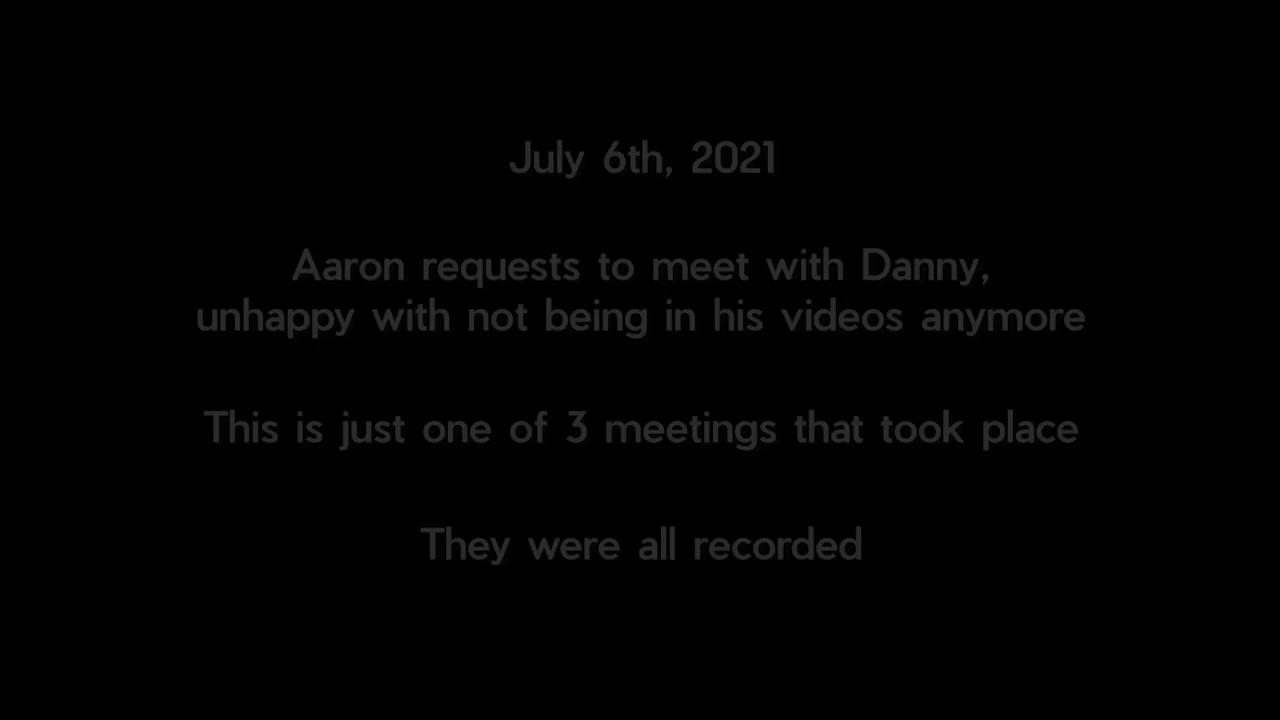 July 6th, 2021
Aaron requests to meet with Danny,
unhappy with not being in his videos anymore
This is just one of 3 meetings that took place
They were all recorded